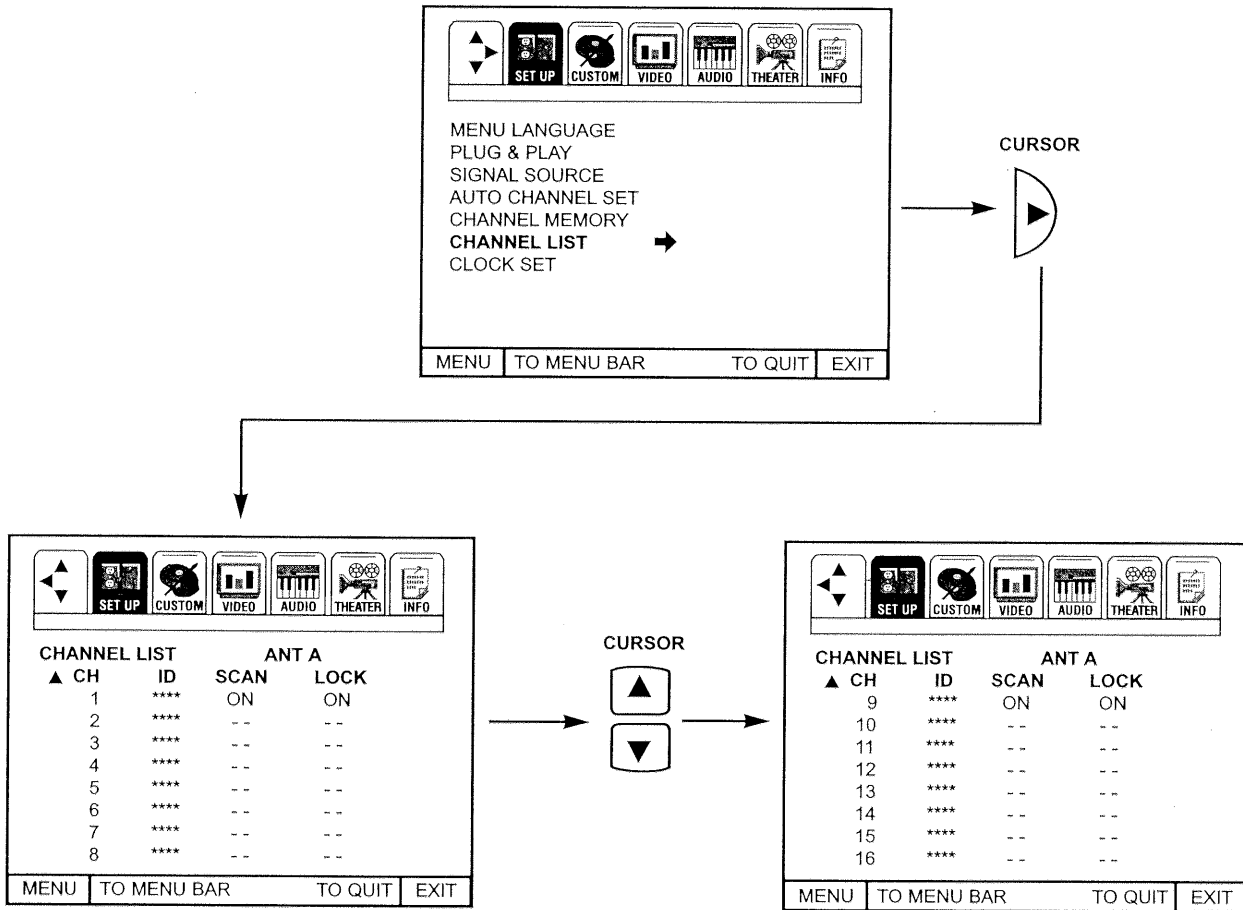 SET UP CUSTOM VIDEO AUDIO THEATER INFO
MENU LANGUAGE
PLUG & PLAY
SIGNAL SOURCE
AUTO CHANNEL SET
CHANNEL MEMORY
CHANNEL LIST
CLOCK SET
MENU TO MENU BAR TO QUIT EXIT
CURSOR
SET UP CUSTOM VIDEO AUDIO THEATER INFO
CHANNEL LIST ANT A
CH ID SCAN LOCK
1 **** ON ON
2 **** -- --
3 **** -- --
4 **** -- --
5 **** -- --
6 **** -- --
7 **** -- --
8 **** -- --
MENU TO MENU BAR TO QUIT EXIT
CURSOR
SET UP CUSTOM VIDEO AUDIO THEATER INFO
CHANNEL LIST ANT A
CH ID SCAN LOCK
9 **** ON ON
10 **** -- --
11 **** -- --
12 **** -- --
13 **** -- --
14 **** -- --
15 **** -- --
16 **** -- --
MENU TO MENU BAR TO QUIT EXIT